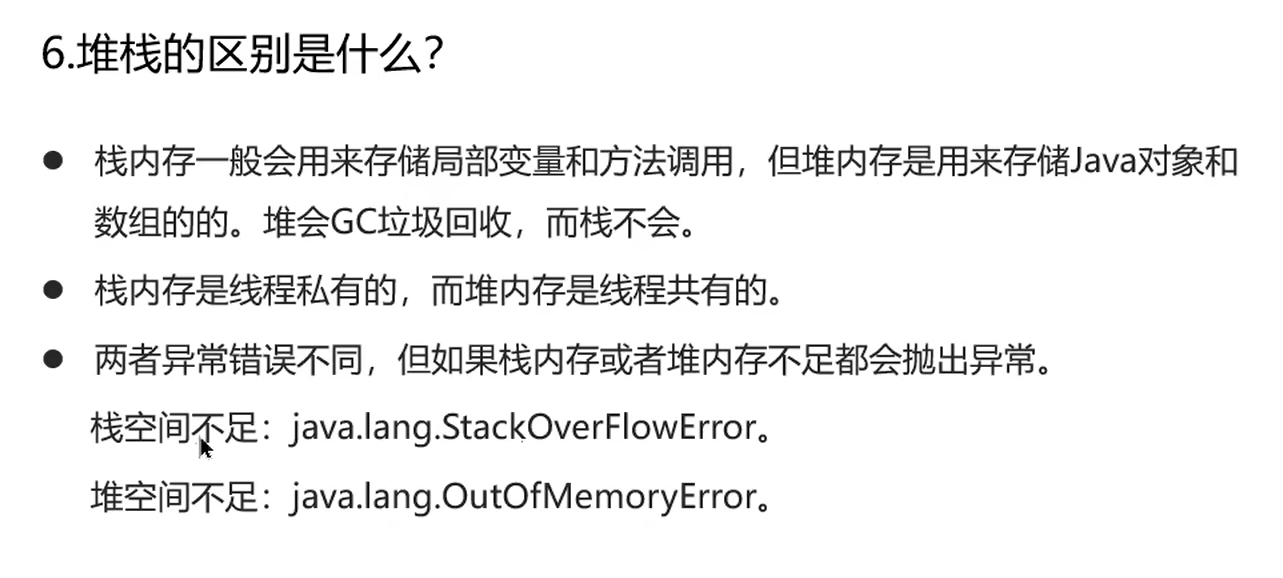 6.堆栈的区别是什么？
● 栈内存一般会用来存储局部变量和方法调用，但堆内存是用来存储Java对象和
数组的的。堆会GC垃圾回收，而栈不会。
● 栈内存是线程私有的，而堆内存是线程共有的。
● 两者异常错误不同，但如果栈内存或者堆内存不足都会抛出异常。
栈空间不足：java.lang.StackOverFlowError。
堆空间不足：java.lang.OutOfMemoryError。